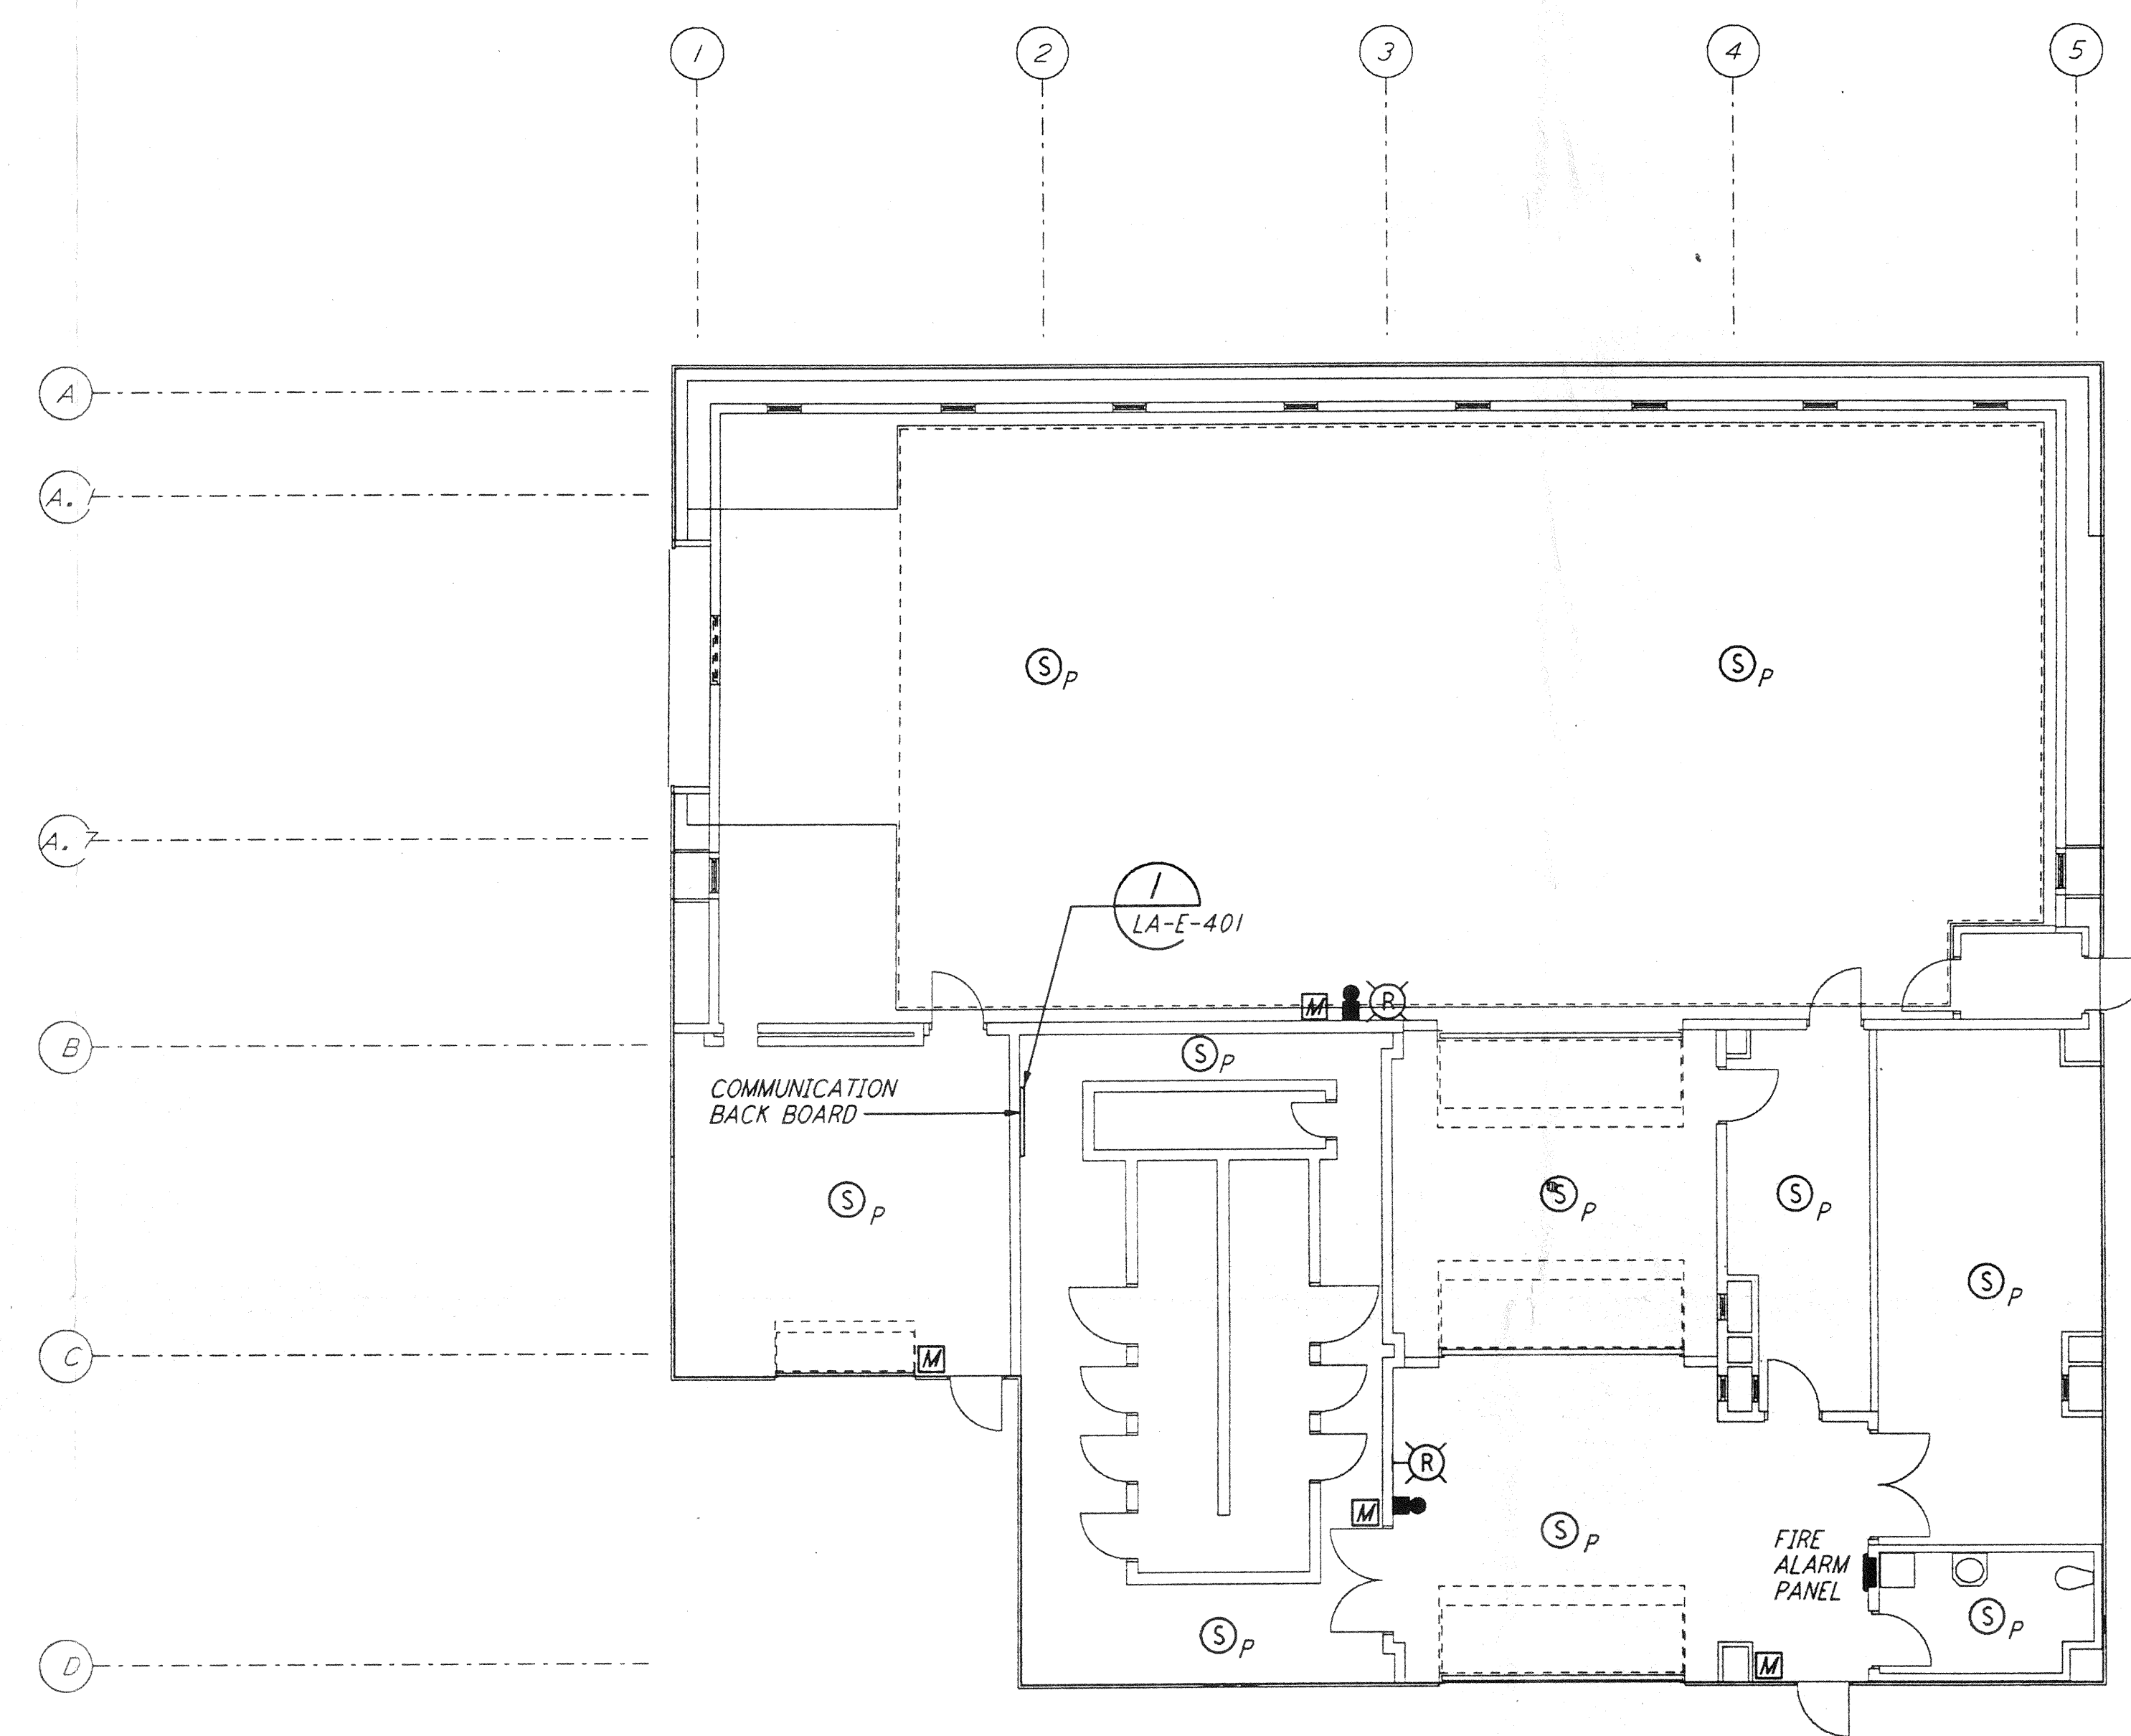 1 2 3 4 5
A
A.1
S P S P
A.7
1
LA-E-401
M R
B
S P
COMMUNICATION
BACK BOARD
S P S P S P
S P
C
M
R
M
S P
FIRE
ALARM
PANEL
S P
S P
D
M